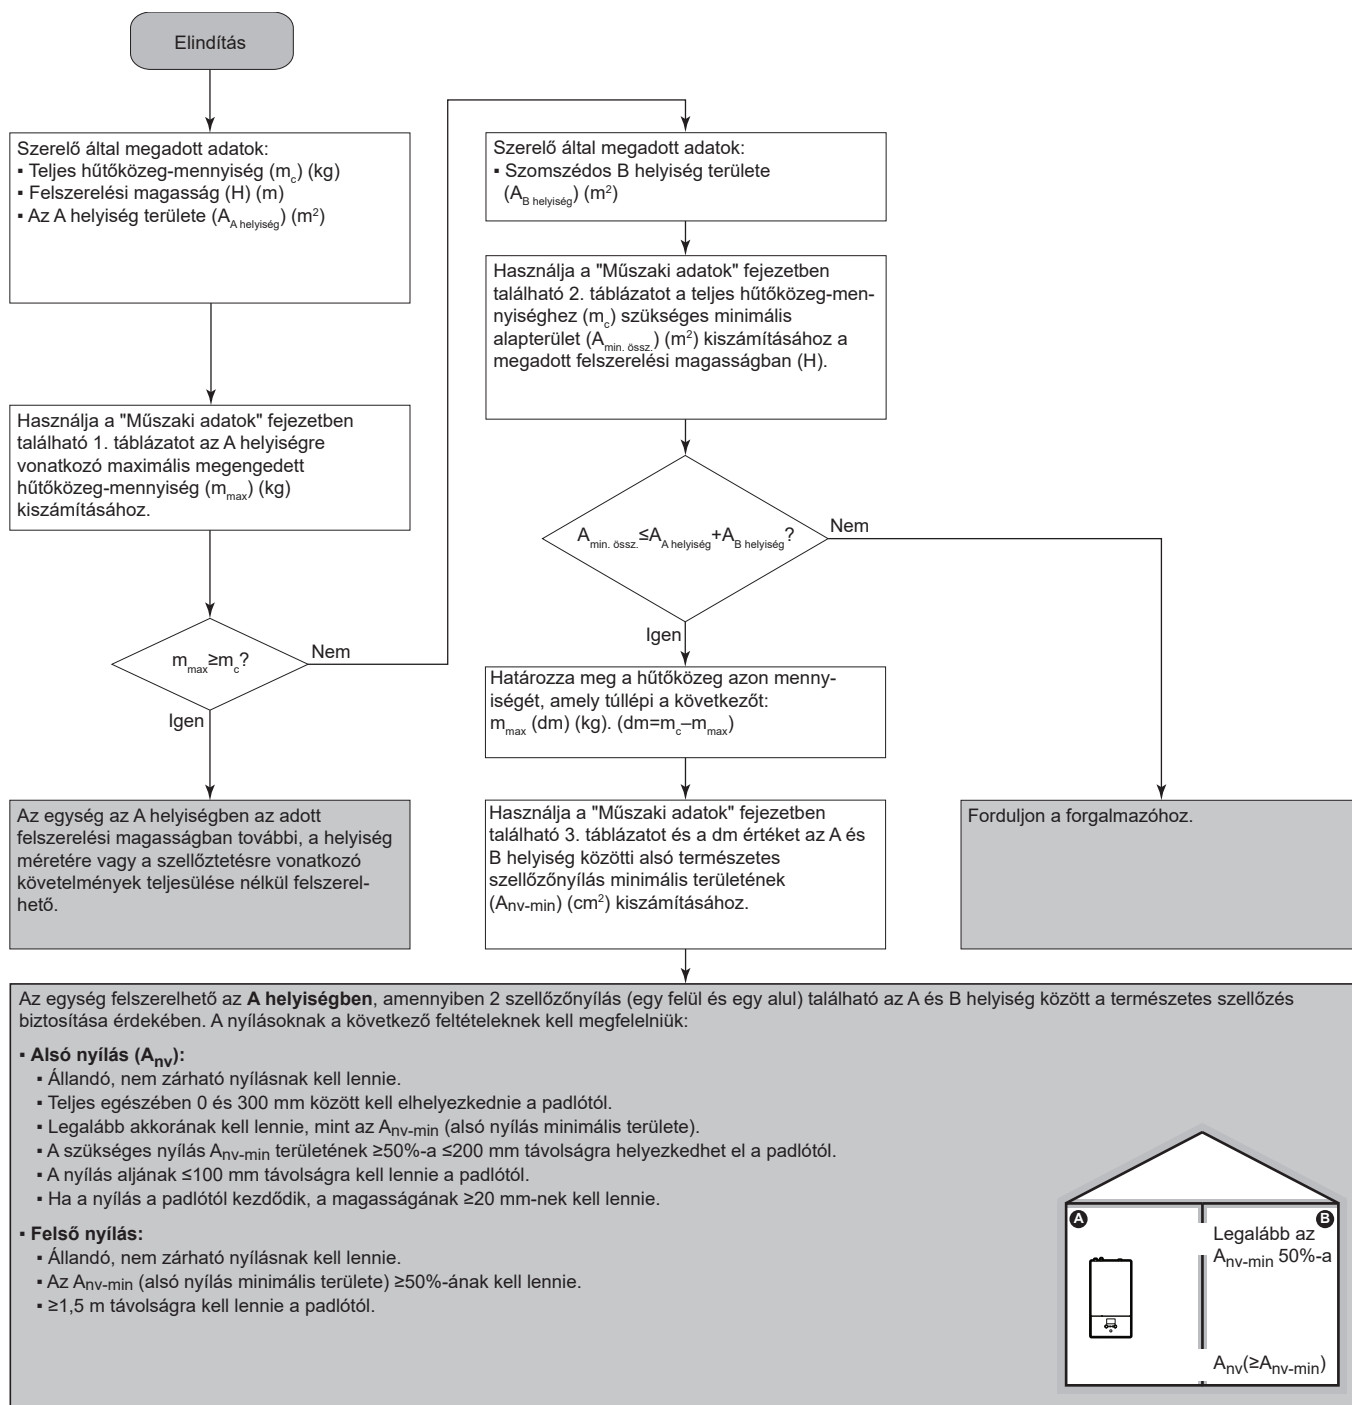 Elindítás
Szerelő által megadott adatok:
▪ Teljes hűtőközeg-mennyiség (mc) (kg)
▪ Felszerelési magasság (H) (m)
▪ Az A helyiség területe (AA helyiség) (m²)
Használja a "Műszaki adatok" fejezetben
található 1. táblázatot az A helyiségre
vonatkozó maximális megengedett
hűtőközeg-mennyiség (mmax) (kg)
kiszámításához.
mmax≥mc?
Nem
Igen
Az egység az A helyiségben az adott
felszerelési magasságban további, a helyiség
méretére vagy a szellőztetésre vonatkozó
követelmények teljesülése nélkül felszerel-
hető.
Szerelő által megadott adatok:
▪ Szomszédos B helyiség területe
(AB helyiség) (m²)
Használja a "Műszaki adatok" fejezetben
található 2. táblázatot a teljes hűtőközeg-men-
nyiséghez (mc) szükséges minimális
alapterület (Amin. össz.) (m²) kiszámításához a
megadott felszerelési magasságban (H).
Amin. össz.≤AA helyiség+AB helyiség?
Nem
Igen
Határozza meg a hűtőközeg azon meny-
nyiségét, amely túllépi a következőt:
mmax (dm) (kg). (dm=mc–mmax)
Használja a "Műszaki adatok" fejezetben
található 3. táblázatot és a dm értéket az A és
B helyiség közötti alsó természetes
szellőzőnyílás minimális területének
(Anv-min) (cm²) kiszámításához.
Forduljon a forgalmazóhoz.
Az egység felszerelhető az A helyiségben, amennyiben 2 szellőzőnyílás (egy felül és egy alul) található az A és B helyiség között a természetes szellőzés
biztosítása érdekében. A nyílásoknak a következő feltételeknek kell megfelelniük:
▪ Alsó nyílás (Anv):
▪ Állandó, nem zárható nyílásnak kell lennie.
▪ Teljes egészében 0 és 300 mm között kell elhelyezkednie a padlótól.
▪ Legalább akkorának kell lennie, mint az Anv-min (alsó nyílás minimális területe).
▪ A szükséges nyílás Anv-min területének ≥50%-a ≤200 mm távolságra helyezkedhet el a padlótól.
▪ A nyílás aljának ≤100 mm távolságra kell lennie a padlótól.
▪ Ha a nyílás a padlótól kezdődik, a magasságának ≥20 mm-nek kell lennie.
▪ Felső nyílás:
▪ Állandó, nem zárható nyílásnak kell lennie.
▪ Az Anv-min (alsó nyílás minimális területe) ≥50%-ának kell lennie.
▪ ≥1,5 m távolságra kell lennie a padlótól.
A
B
Legalább az
Anv-min 50%-a
Anv(≥Anv-min)